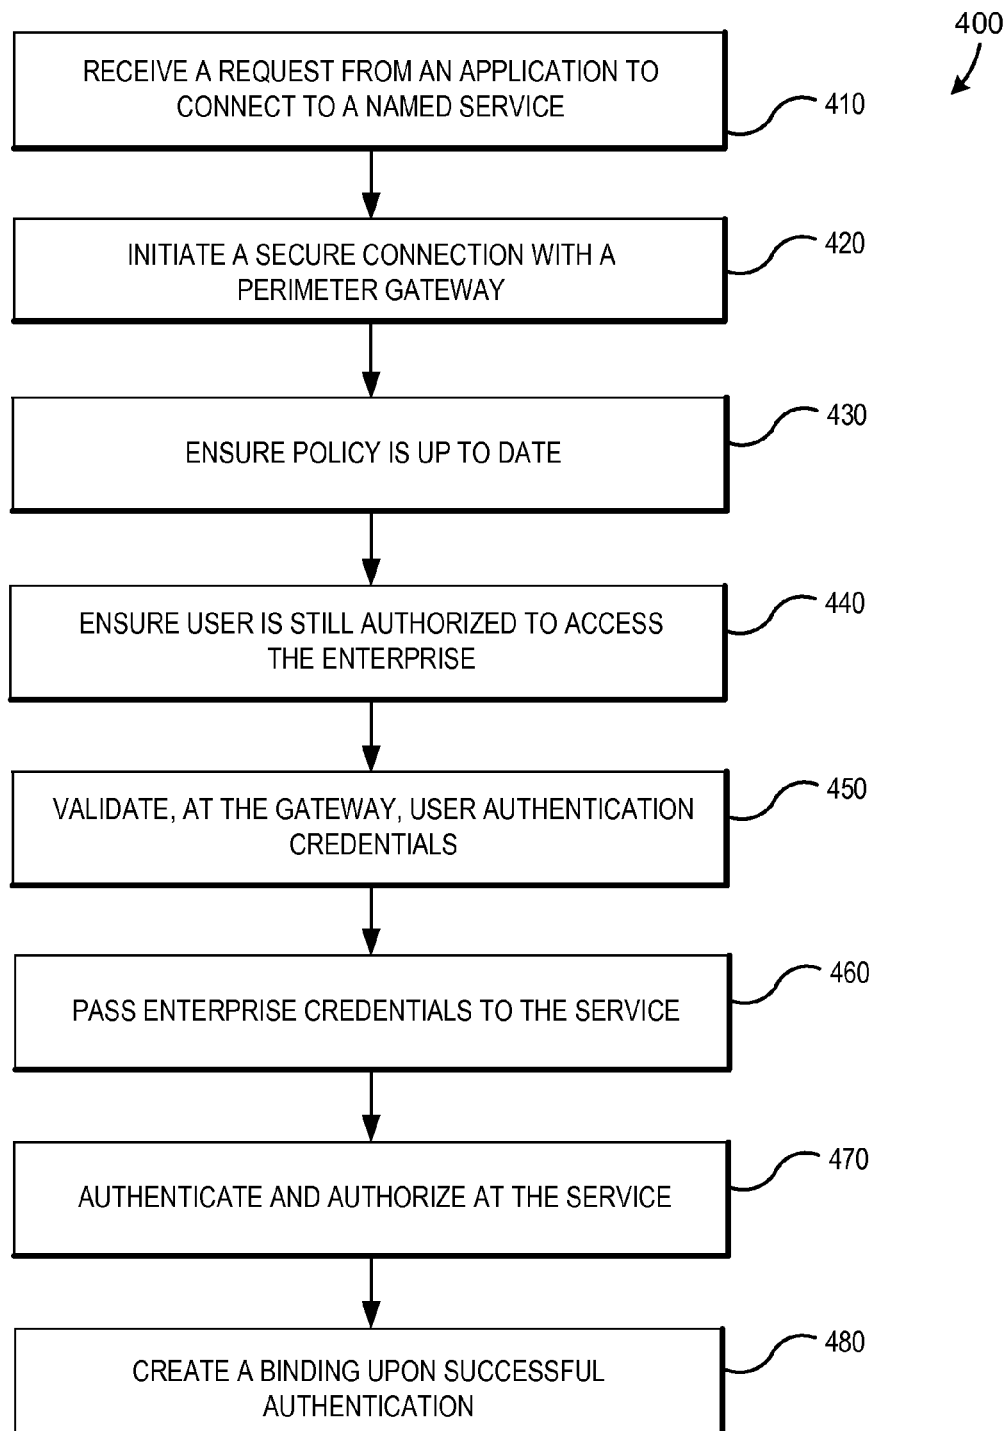 400
RECEIVE A REQUEST FROM AN APPLICATION TO
CONNECT TO A NAMED SERVICE
410
INITIATE A SECURE CONNECTION WITH A
PERIMETER GATEWAY
420
ENSURE POLICY IS UP TO DATE
430
ENSURE USER IS STILL AUTHORIZED TO ACCESS
THE ENTERPRISE
440
VALIDATE, AT THE GATEWAY, USER AUTHENTICATION
CREDENTIALS
450
PASS ENTERPRISE CREDENTIALS TO THE SERVICE
460
AUTHENTICATE AND AUTHORIZE AT THE SERVICE
470
CREATE A BINDING UPON SUCCESSFUL
AUTHENTICATION
480